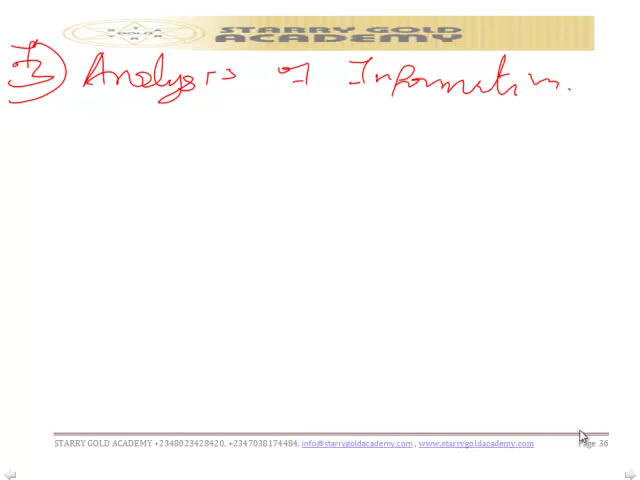 STARRY GOLD
ACADEMY
Analysis of Information.
STARRY GOLD ACADEMY +2348023428420, +2347038174484, info@starrygoldacademy.com , www.starrygoldacademy.com Page 36